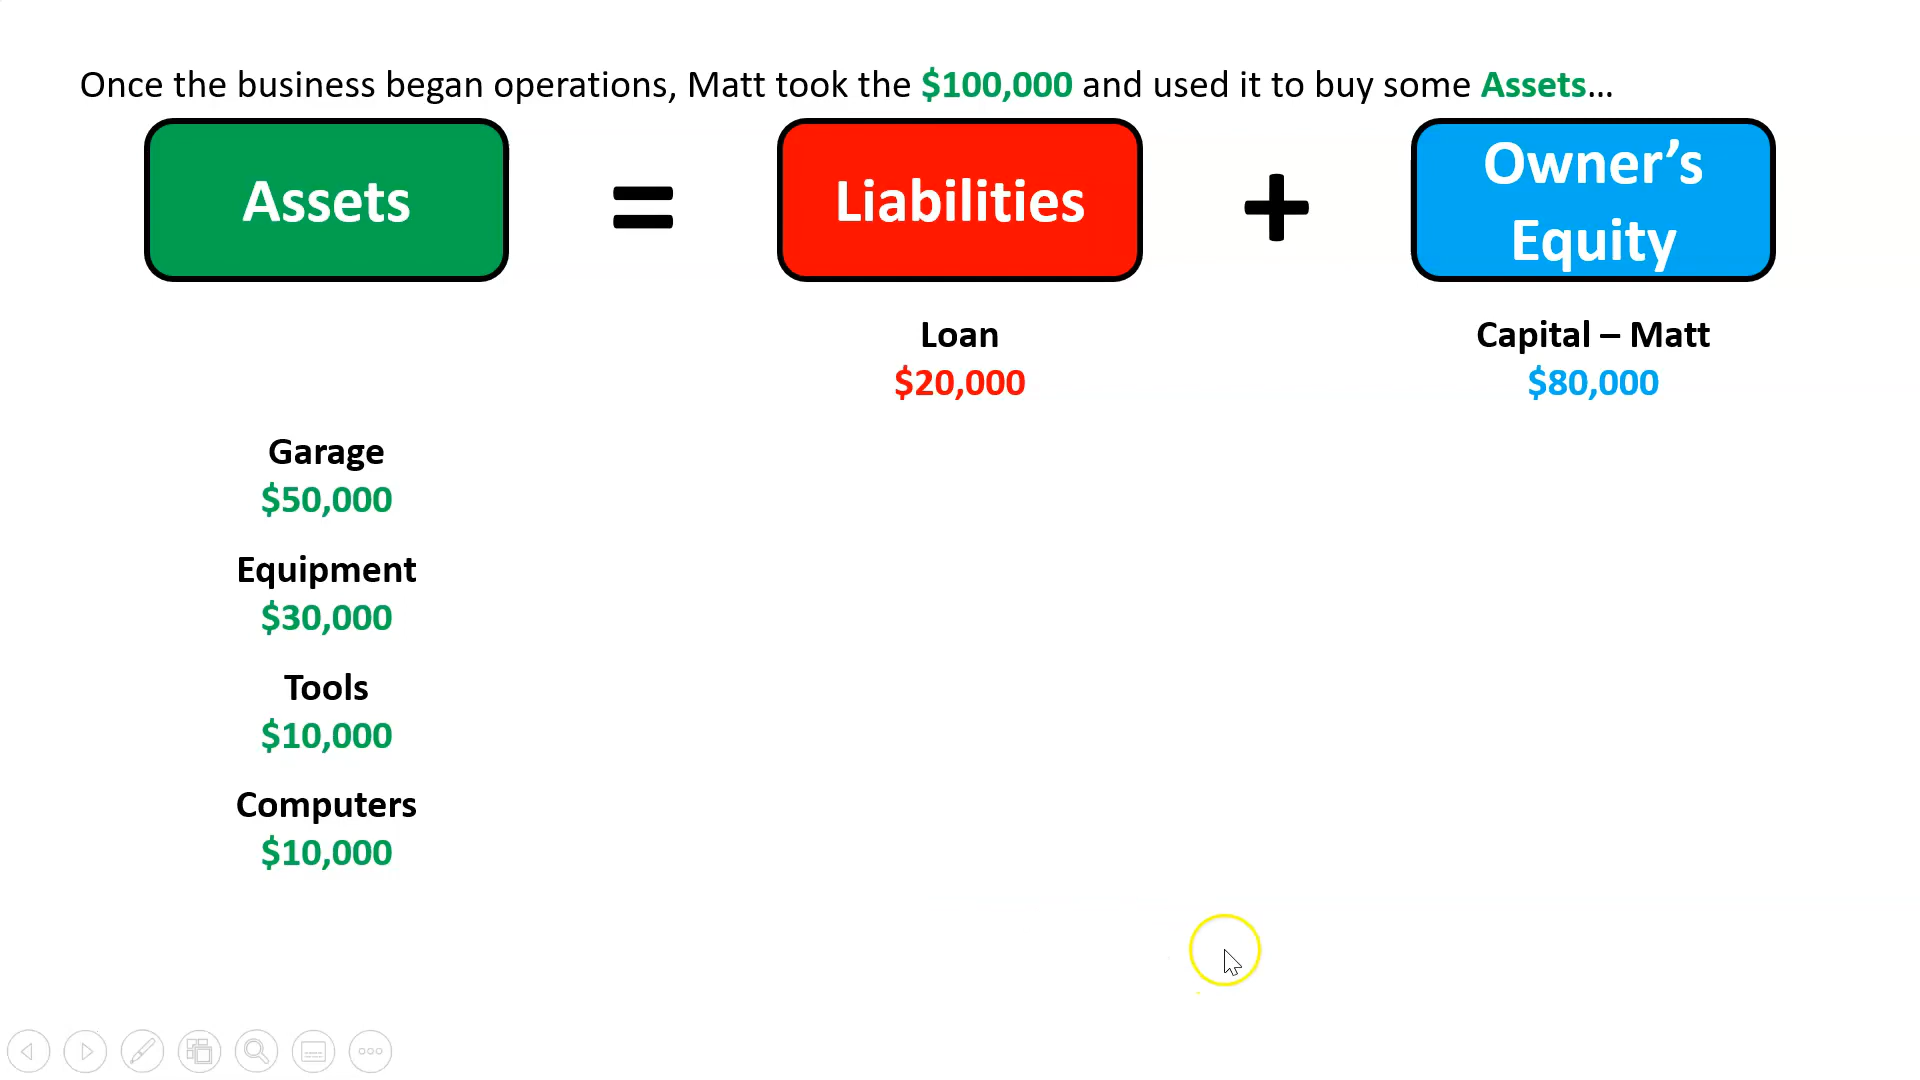 Once the business began operations, Matt took the $100,000 and used it to buy some Assets...
Assets
=
Liabilities
+
Owner’s
Equity
Loan
$20,000
Capital – Matt
$80,000
Garage
$50,000
Equipment
$30,000
Tools
$10,000
Computers
$10,000